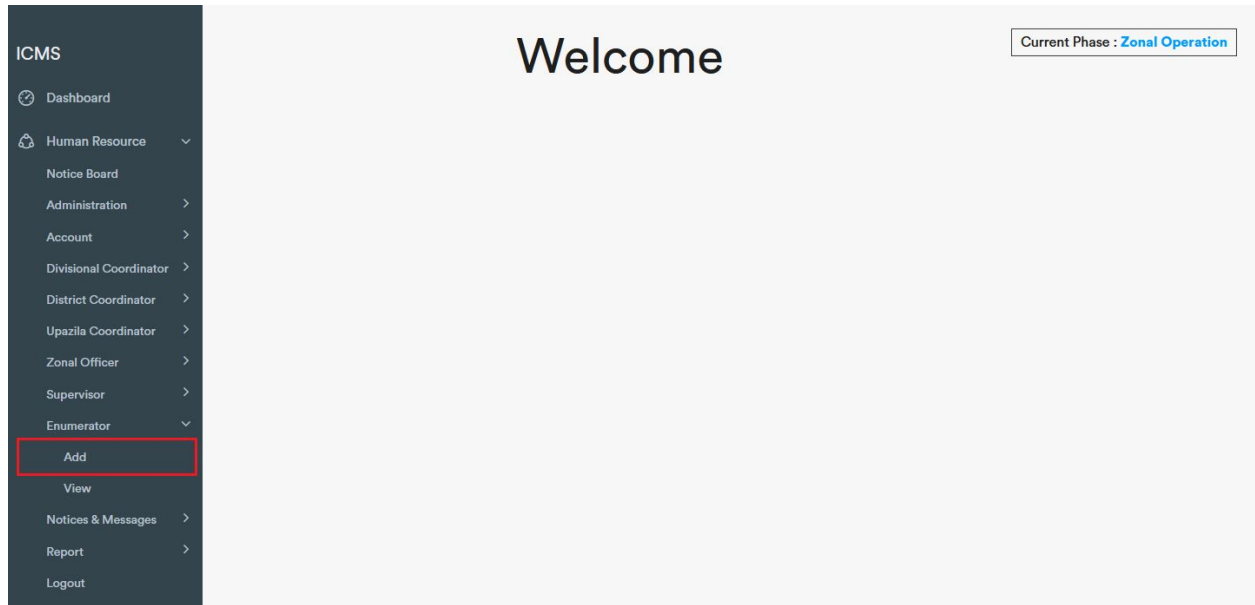 ICMS
Dashboard
Human Resource
Notice Board
Administration
Account
Divisional Coordinator
District Coordinator
Upazila Coordinator
Zonal Officer
Supervisor
Enumerator
Add
View
Notices & Messages
Report
Logout
Welcome
Current Phase : Zonal Operation